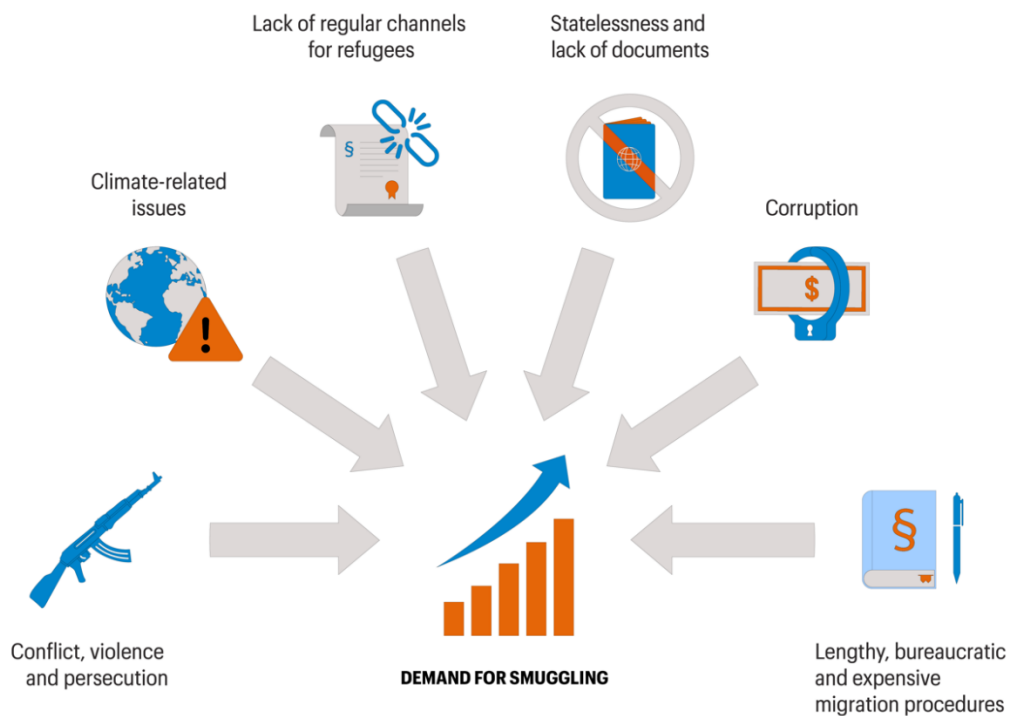 Lack of regular channels
for refugees
Statelessness and
lack of documents
§
Climate-related
issues
Corruption
!
$
§
Conflict, violence
and persecution
DEMAND FOR SMUGGLING
Lengthy, bureaucratic
and expensive
migration procedures